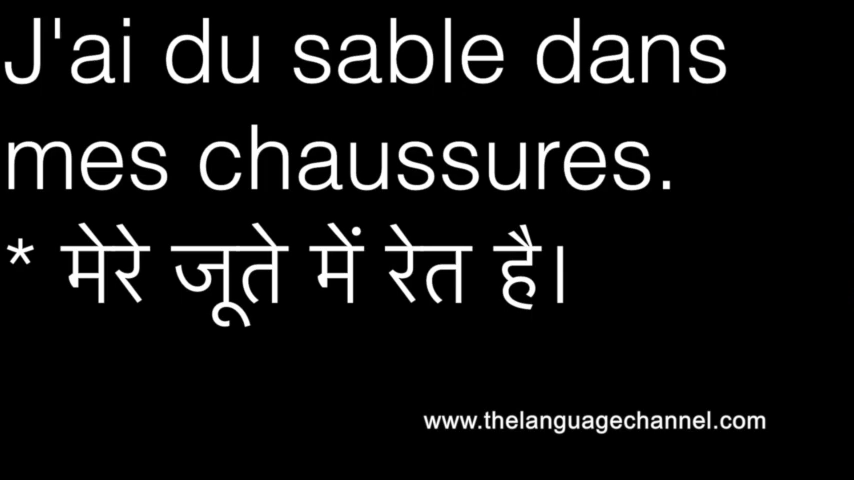 J'ai du sable dans
mes chaussures.
* मेरे जूते में रेत है।
www.thelanguagechannel.com